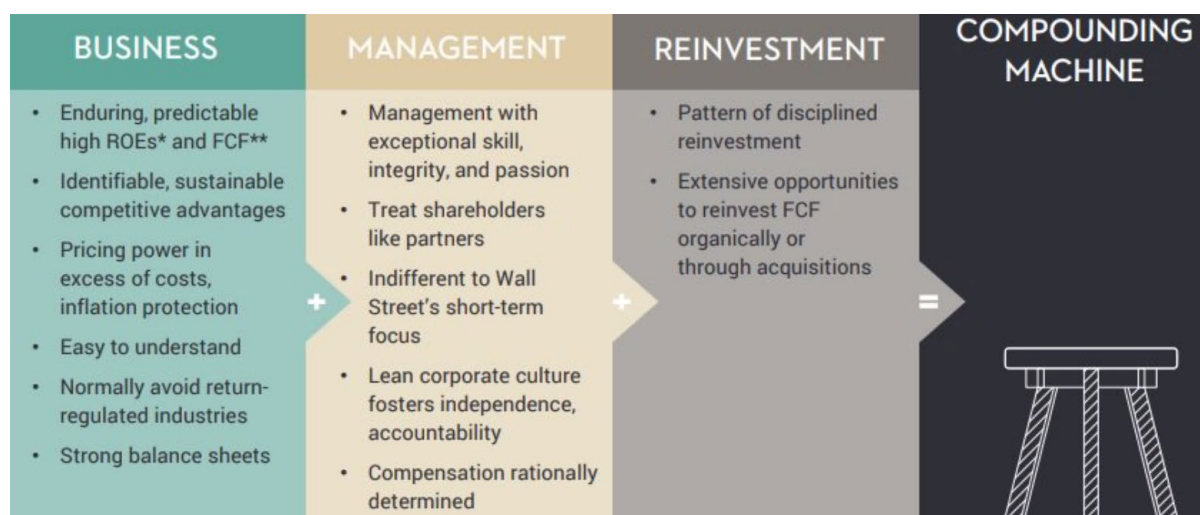 BUSINESS
• Enduring, predictable
high ROEs* and FCF**
• Identifiable, sustainable
competitive advantages
• Pricing power in
excess of costs,
inflation protection
• Easy to understand
• Normally avoid return-
regulated industries
• Strong balance sheets
+
MANAGEMENT
• Management with
exceptional skill,
integrity, and passion
• Treat shareholders
like partners
• Indifferent to Wall
Street’s short-term
focus
• Lean corporate culture
fosters independence,
accountability
• Compensation rationally
determined
+
REINVESTMENT
• Pattern of disciplined
reinvestment
• Extensive opportunities
to reinvest FCF
organically or
through acquisitions
=
COMPOUNDING
MACHINE